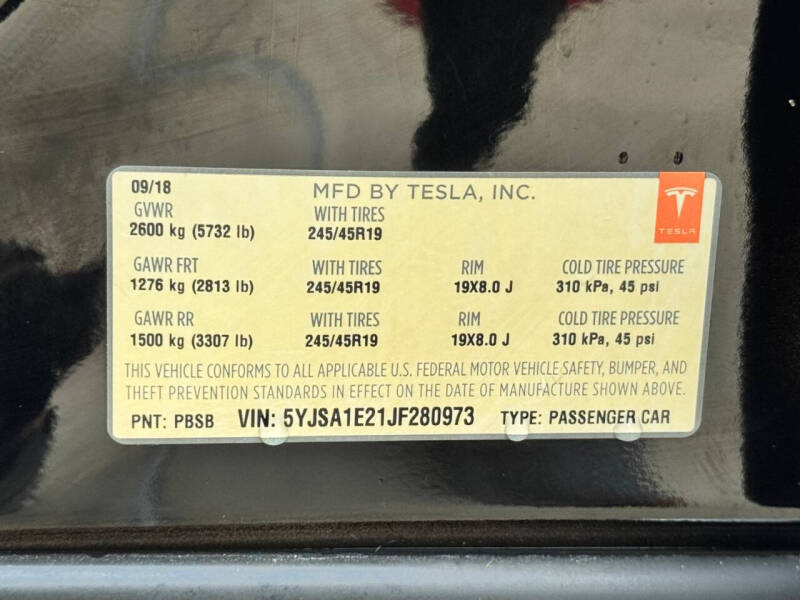 09/18 MFD BY TESLA, INC.
TESLA
GVWR WITH TIRES
2600 kg (5732 lb) 245/45R19
GAWR FRT WITH TIRES RIM COLD TIRE PRESSURE
1276 kg (2813 lb) 245/45R19 19X8.0 J 310 kPa, 45 psi
GAWR RR WITH TIRES RIM COLD TIRE PRESSURE
1500 kg (3307 lb) 245/45R19 19X8.0 J 310 kPa, 45 psi
THIS VEHICLE CONFORMS TO ALL APPLICABLE U.S. FEDERAL MOTOR VEHICLE SAFETY, BUMPER, AND
THEFT PREVENTION STANDARDS IN EFFECT ON THE DATE OF MANUFACTURE SHOWN ABOVE.
PNT: PBSB VIN: 5YJSA1E21JF280973 TYPE: PASSENGER CAR